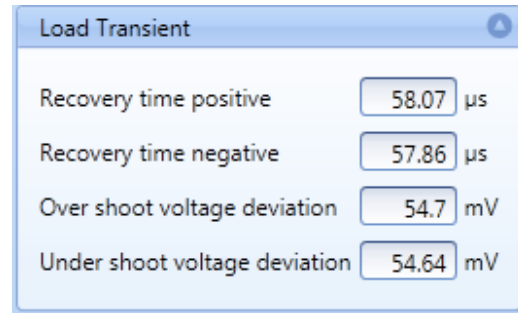 Load Transient
Recovery time positive 58.07 µs
Recovery time negative 57.86 µs
Over shoot voltage deviation 54.7 mV
Under shoot voltage deviation 54.64 mV